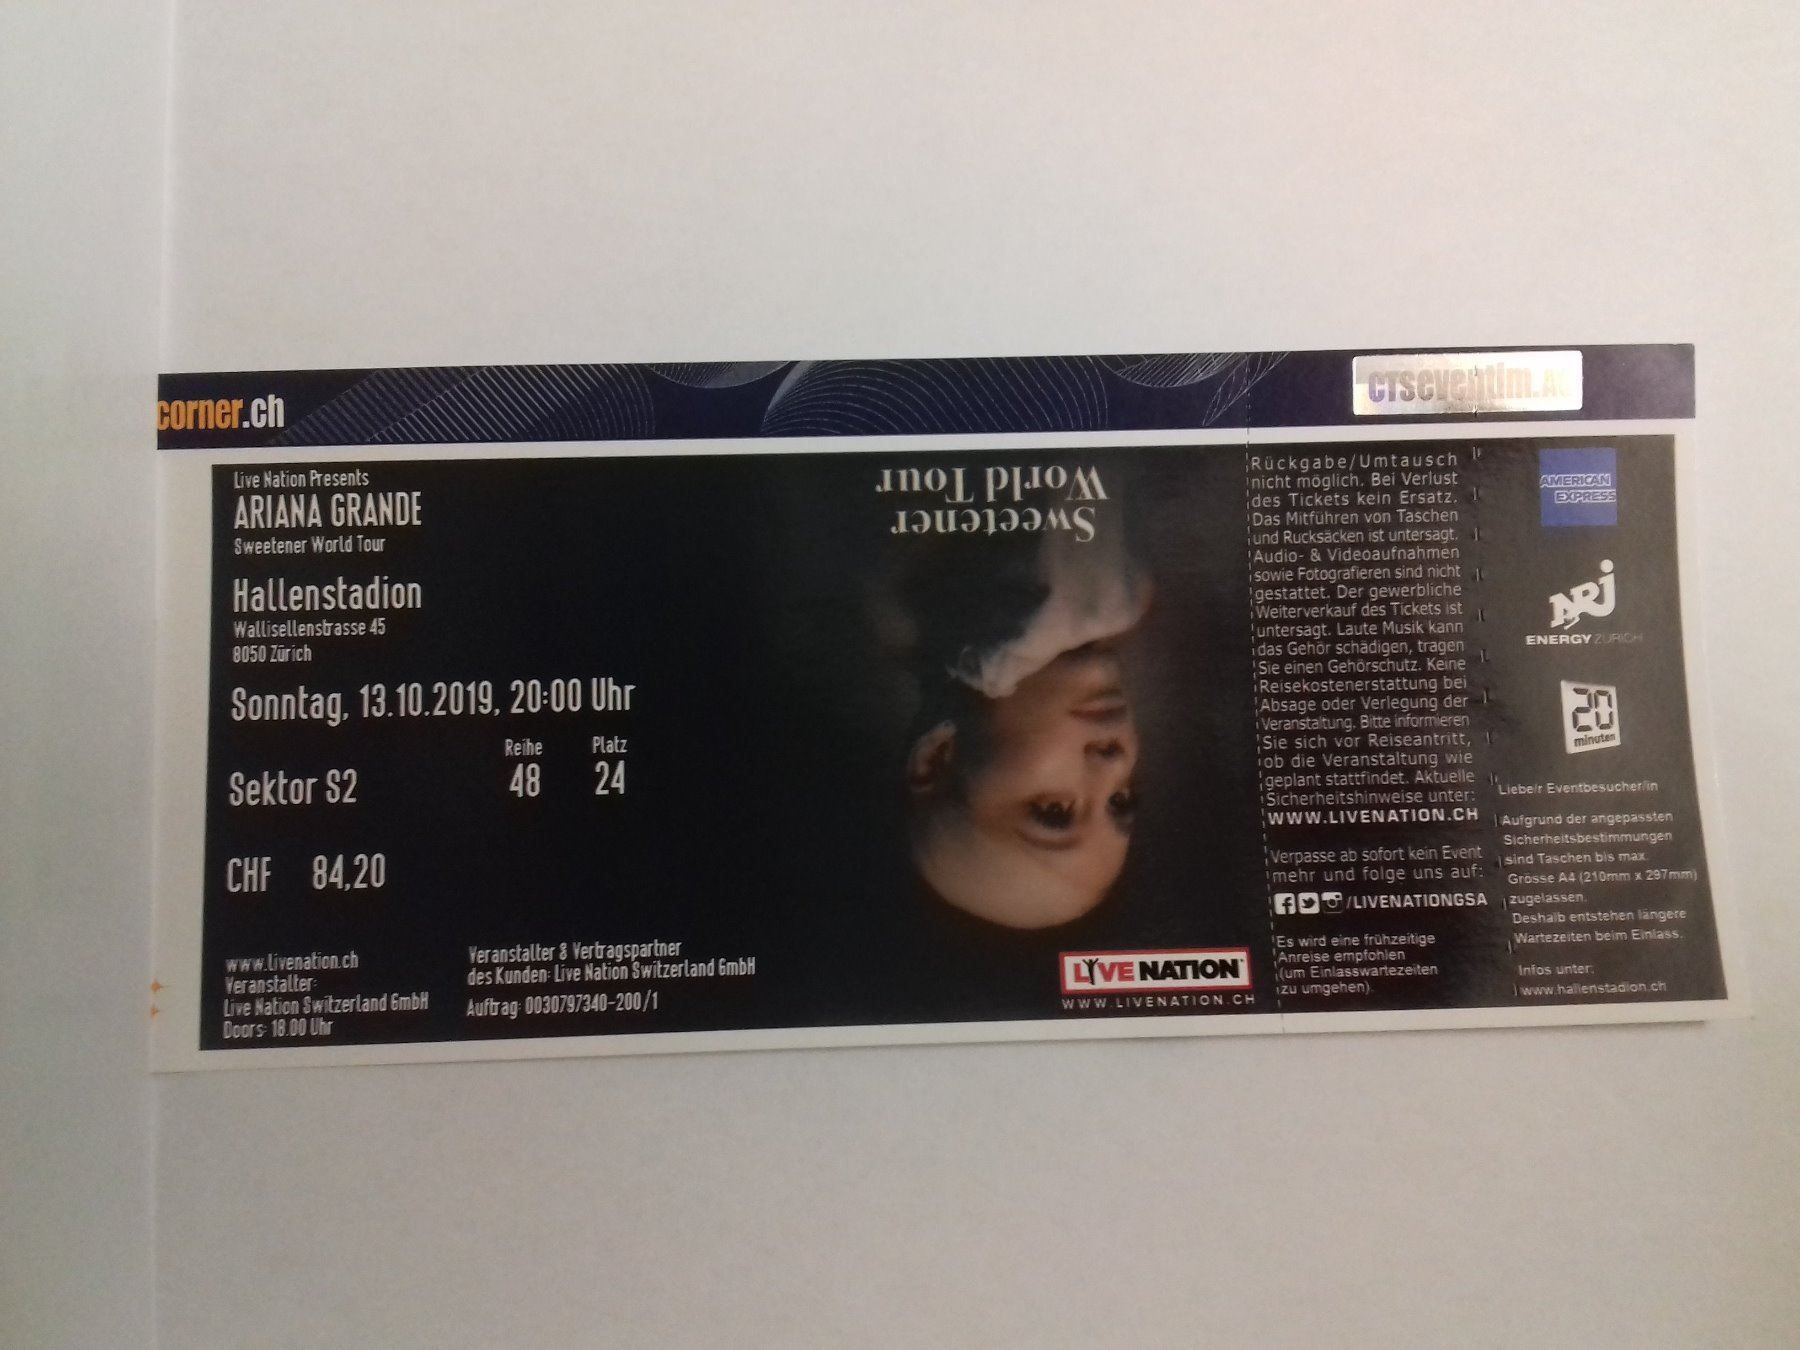 corner.ch
CTSeventim.AG
Live Nation Presents
ARIANA GRANDE
Sweetener World Tour
Hallenstadion
Wallisellenstrasse 45
8050 Zürich
Sonntag, 13.10.2019, 20:00 Uhr
Reihe Platz
Sektor S2 48 24
CHF 84,20
www.livenation.ch
Veranstalter:
Live Nation Switzerland GmbH
Doors: 18.00 Uhr
Veranstalter & Vertragspartner
des Kunden: Live Nation Switzerland GmbH
Auftrag: 0030797340-200/1
Sweetener
World Tour
LIVE NATION
WWW.LIVENATION.CH
Rückgabe/Umtausch
nicht möglich. Bei Verlust
des Tickets kein Ersatz.
Das Mitführen von Taschen
und Rucksäcken ist untersagt.
Audio- & Videoaufnahmen
sowie Fotografieren sind nicht
gestattet. Der gewerbliche
Weiterverkauf des Tickets ist
untersagt. Laute Musik kann
das Gehör schädigen, tragen
Sie einen Gehörschutz. Keine
Reisekostenerstattung bei
Absage oder Verlegung der
Veranstaltung. Bitte informieren
Sie sich vor Reiseantritt,
ob die Veranstaltung wie
geplant stattfindet. Aktuelle
Sicherheitshinweise unter:
WWW.LIVENATION.CH
Verpasse ab sofort kein Event
mehr und folge uns auf:
/LIVENATIONGSA
Es wird eine frühzeitige
Anreise empfohlen
(um Einlasswartezeiten
zu umgehen).
AMERICAN
EXPRESS
NRJ
ENERGY ZÜRICH
20
minuten
Liebe/r Eventbesucher/in
Aufgrund der angepassten
Sicherheitsbestimmungen
sind Taschen bis max.
Grösse A4 (210mm x 297mm)
zugelassen.
Deshalb entstehen längere
Wartezeiten beim Einlass.
Infos unter:
www.hallenstadion.ch